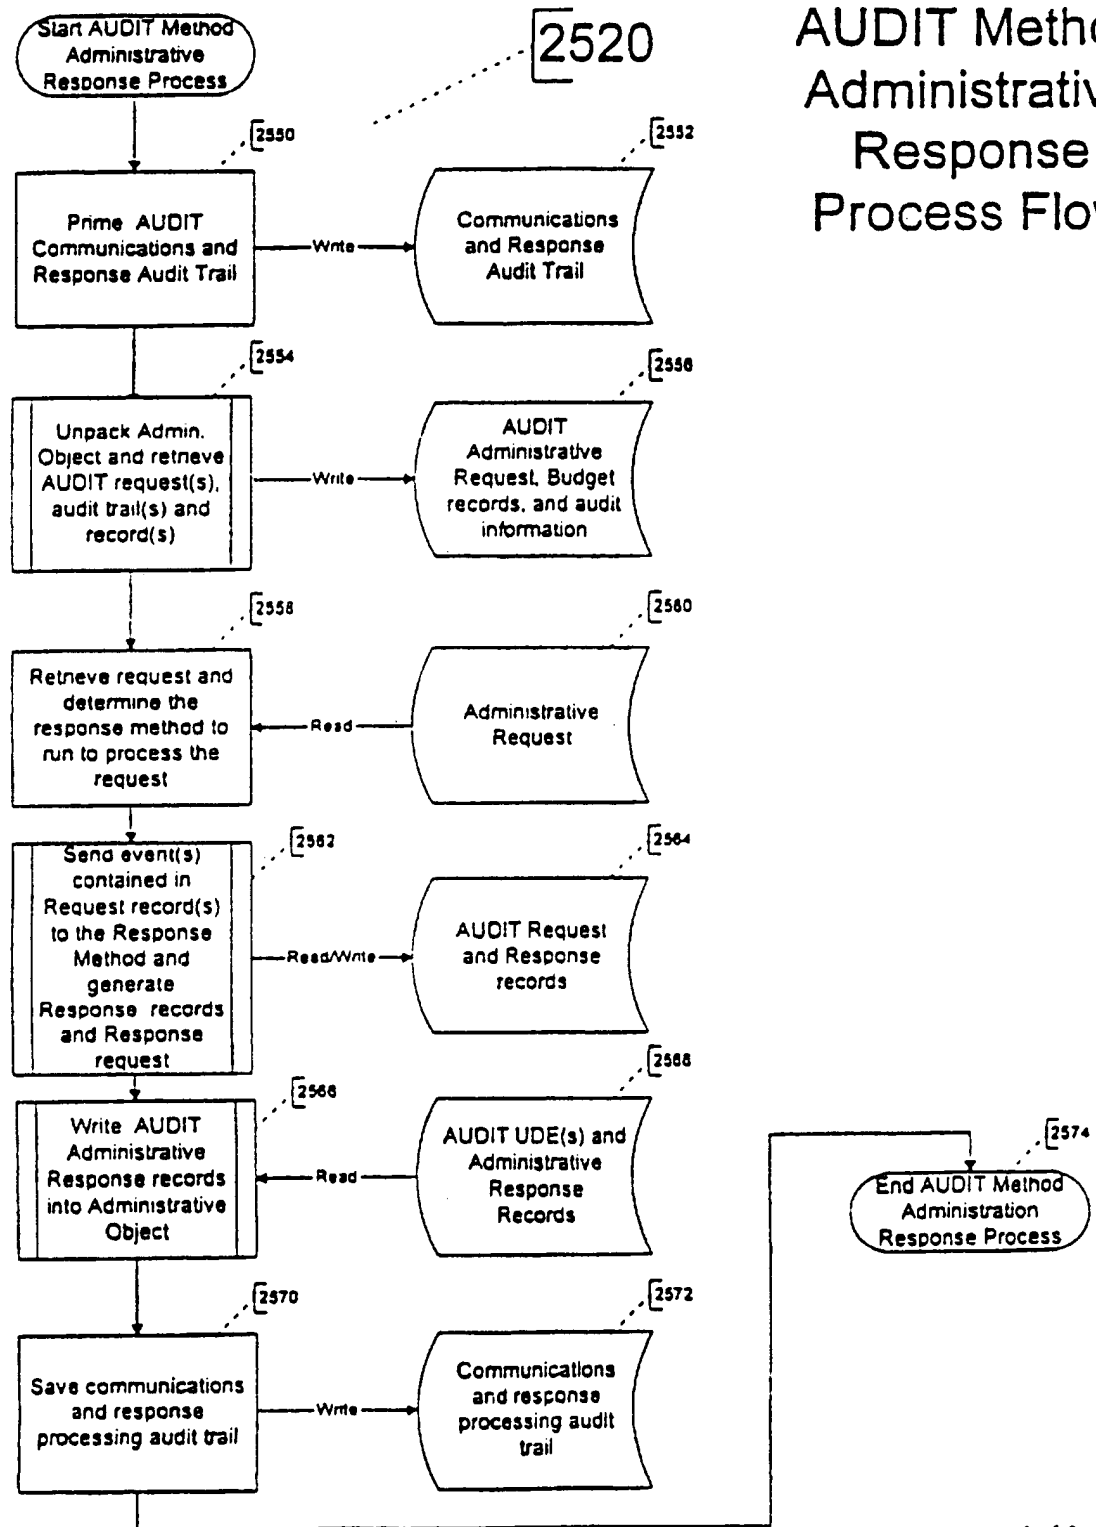 Start AUDIT Method
Administrative
Response Process
2520
AUDIT Metho
Administrativ
Response
Process Flow
2550
2552
Prime AUDIT
Communications and
Response Audit Trail
Write
Communications
and Response
Audit Trail
2554
2556
Unpack Admin.
Object and retrieve
AUDIT request(s),
audit trail(s) and
record(s)
Write
AUDIT
Administrative
Request, Budget
records, and audit
information
2558
2560
Retrieve request and
determine the
response method to
run to process the
request
Read
Administrative
Request
2562
2564
Send event(s)
contained in
Request record(s)
to the Response
Method and
generate
Response records
and Response
request
Read/Write
AUDIT Request
and Response
records
2566
2568
Write AUDIT
Administrative
Response records
into Administrative
Object
Read
AUDIT UDE(s) and
Administrative
Response
Records
2574
End AUDIT Method
Administration
Response Process
2570
2572
Save communications
and response
processing audit trail
Write
Communications
and response
processing audit
trail